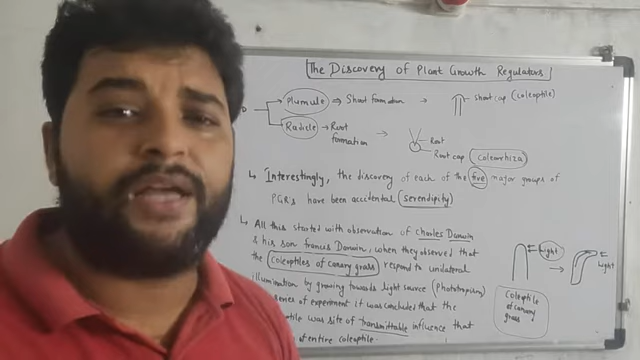 The Discovery of Plant Growth Regulators
Plumule ⇒ Shoot formation → shoot cap (coleoptile)
Radicle → Root formation → Root
Root cap coleorhiza
↳ Interestingly, the discovery of each of the five major groups of
PGRs have been accidental (serendipity)
↳ All this started with observation of Charles Darwin
& his son Francis Darwin, when they observed that
the coleoptiles of canary grass respond to unilateral
illumination by growing towards light source (phototropism)
of experiment it was concluded that the
was site of transmittable influence that
of entire coleoptile.
light
→
light
coleoptile
of canary
grass